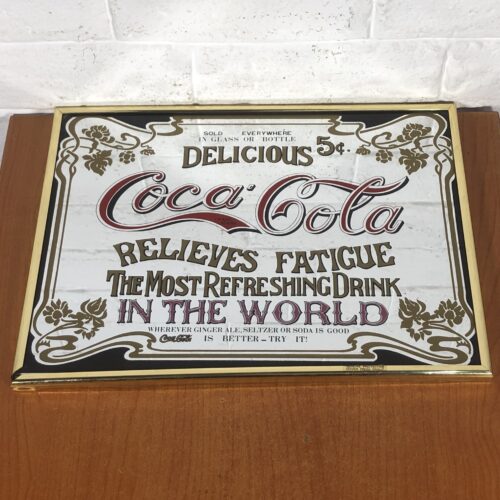 SOLD EVERYWHERE
IN GLASS OR BOTTLE
DELICIOUS 5¢.
Coca-Cola
RELIEVES FATIGUE
THE MOST REFRESHING DRINK
IN THE WORLD
WHEREVER GINGER ALE, SELTZER OR SODA IS GOOD
Coca-Cola IS BETTER - TRY IT!